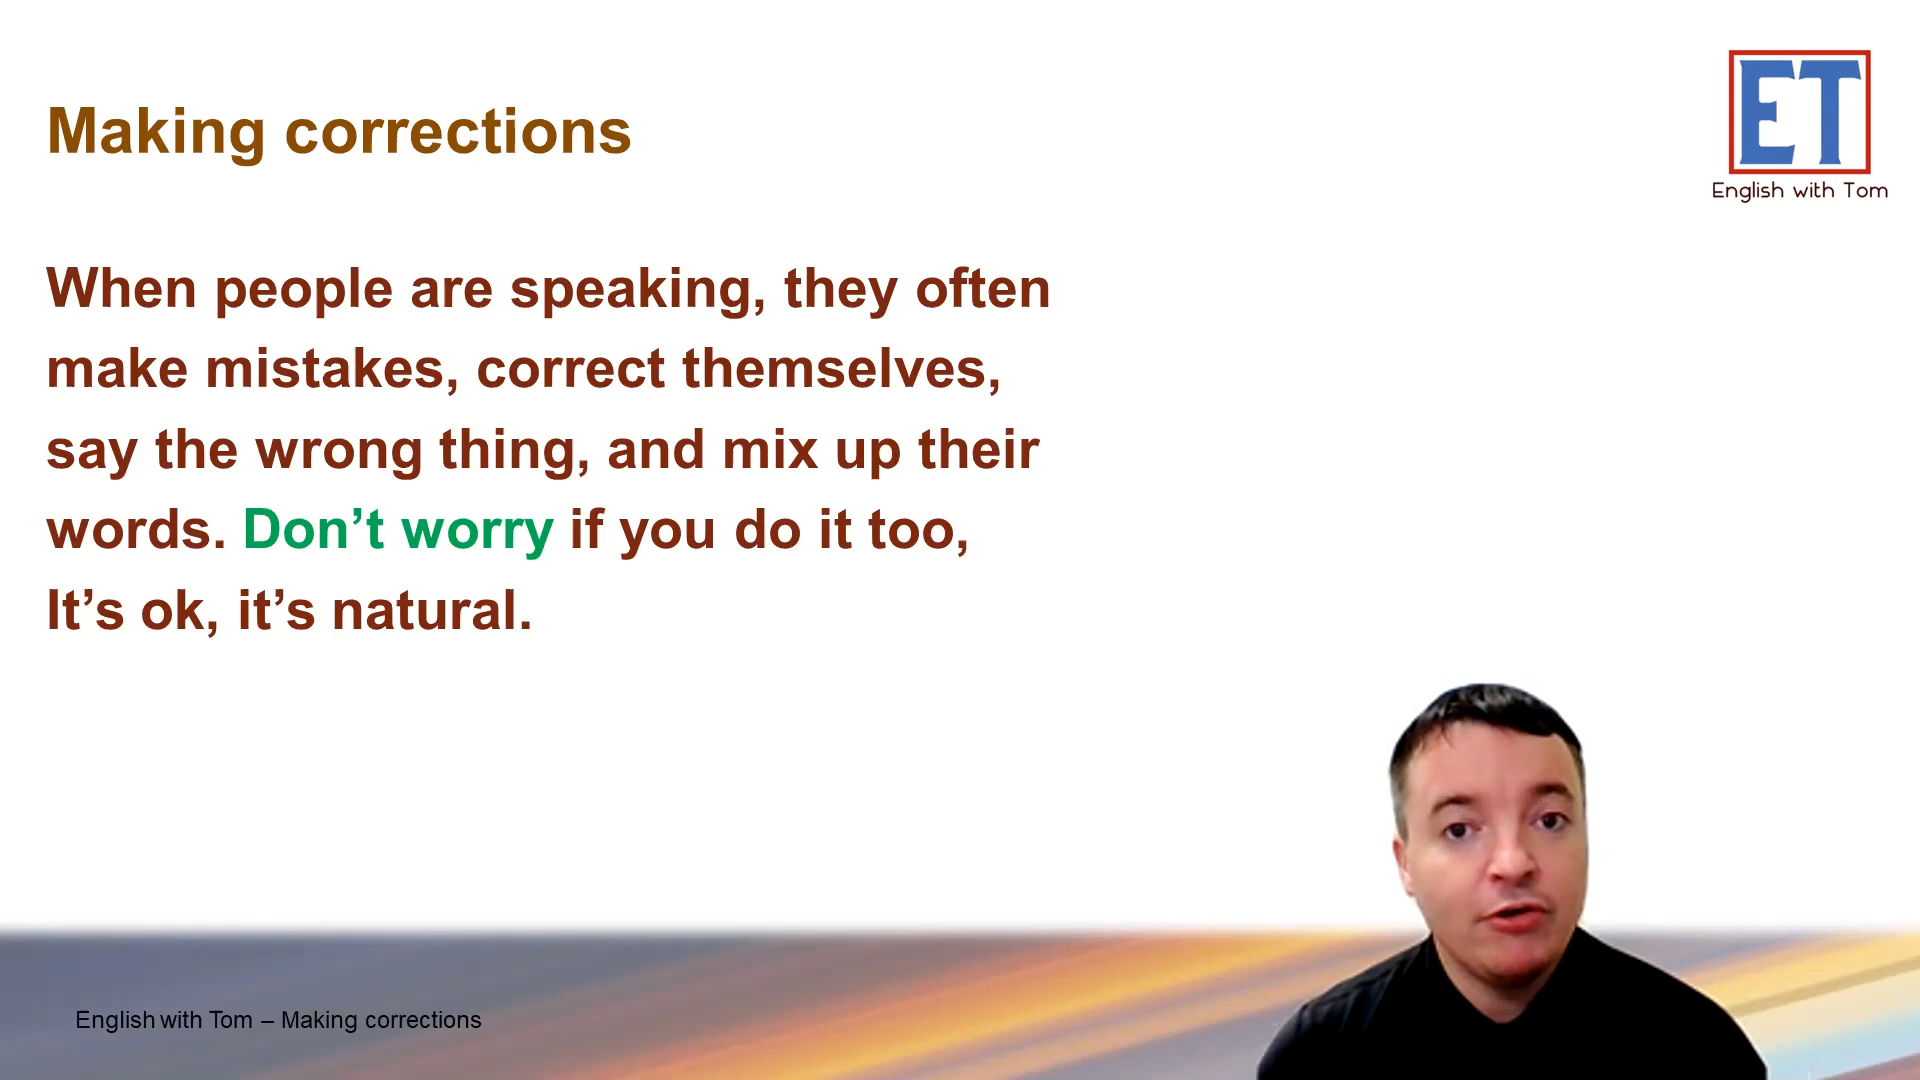 Making corrections
ET
English with Tom
When people are speaking, they often
make mistakes, correct themselves,
say the wrong thing, and mix up their
words. Don’t worry if you do it too,
It’s ok, it’s natural.
English with Tom – Making corrections